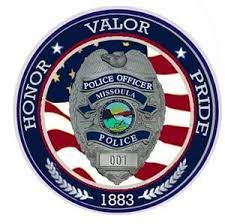 HONOR VALOR PRIDE
POLICE OFFICER
MISSOULA
POLICE
001
1883